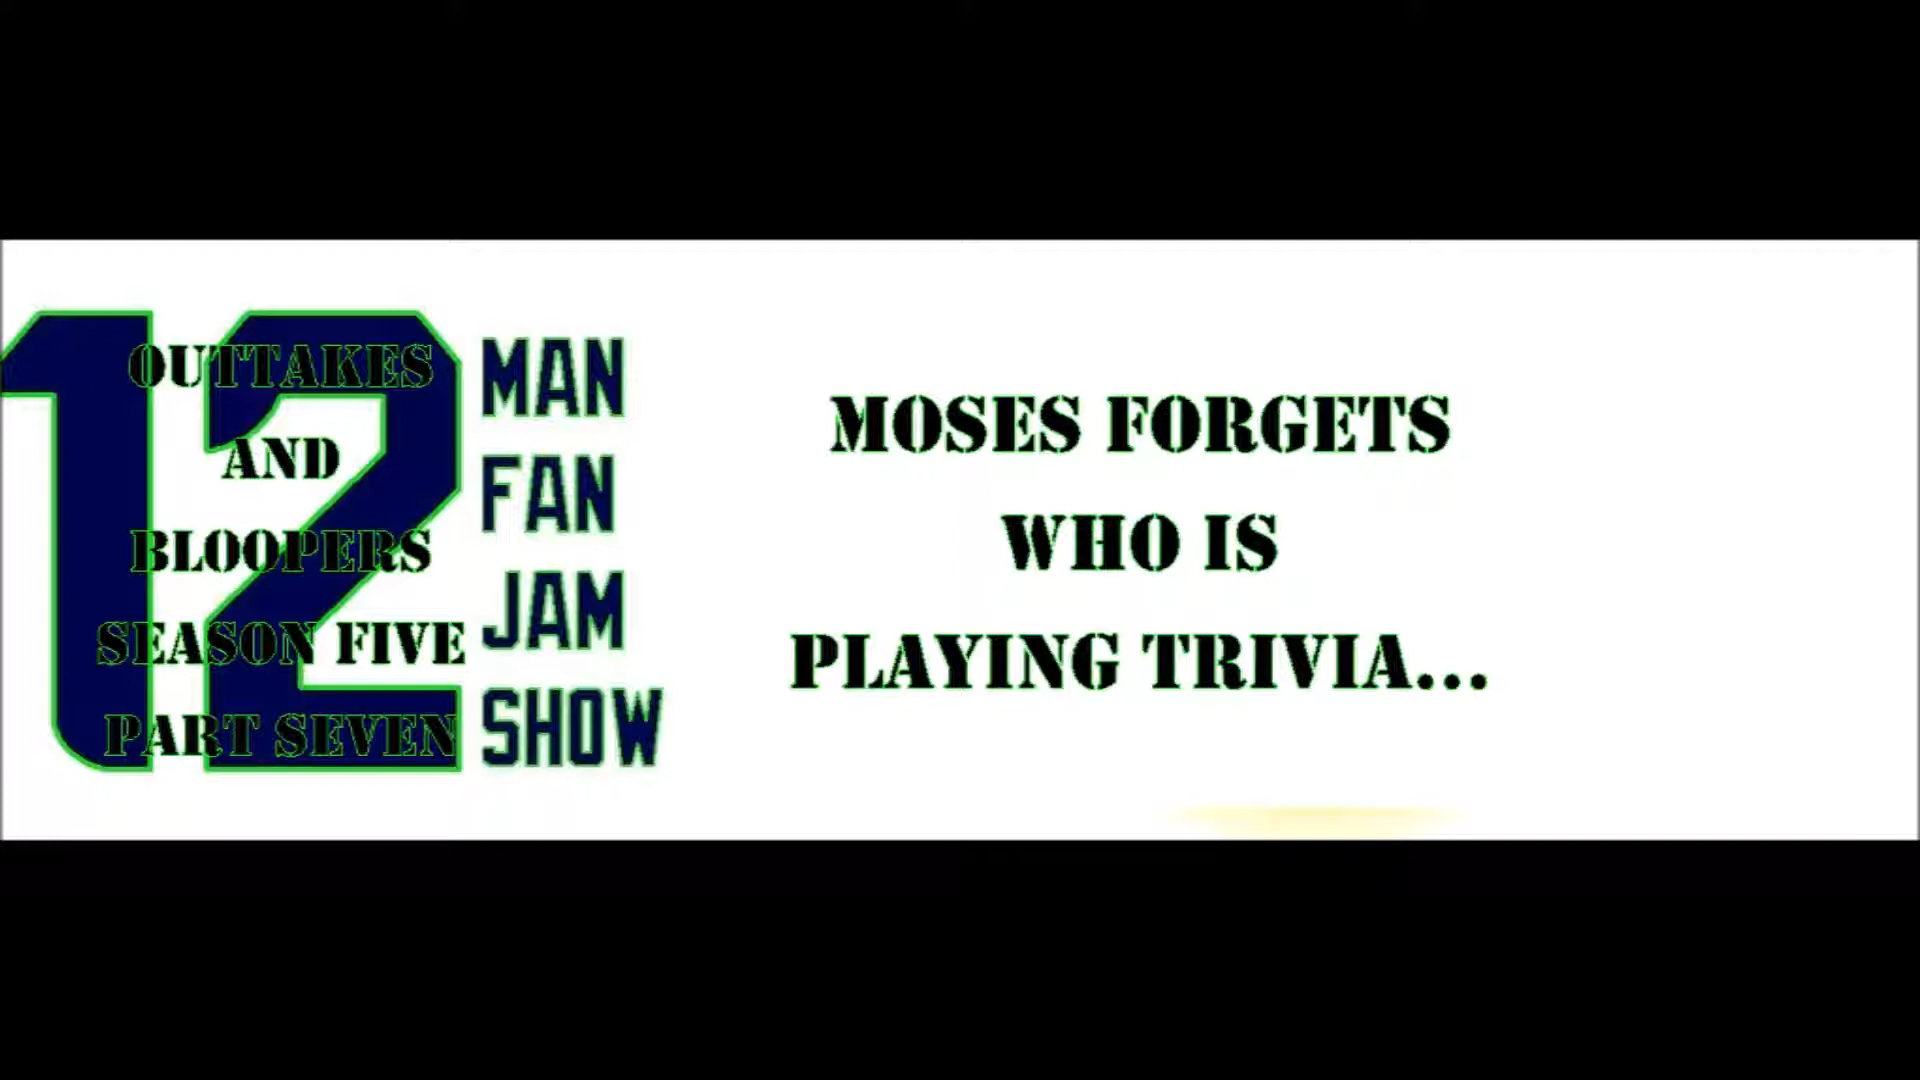 12
MAN
FAN
JAM
SHOW
OUTTAKES
AND
BLOOPERS
SEASON FIVE
PART SEVEN
MOSES FORGETS
WHO IS
PLAYING TRIVIA...